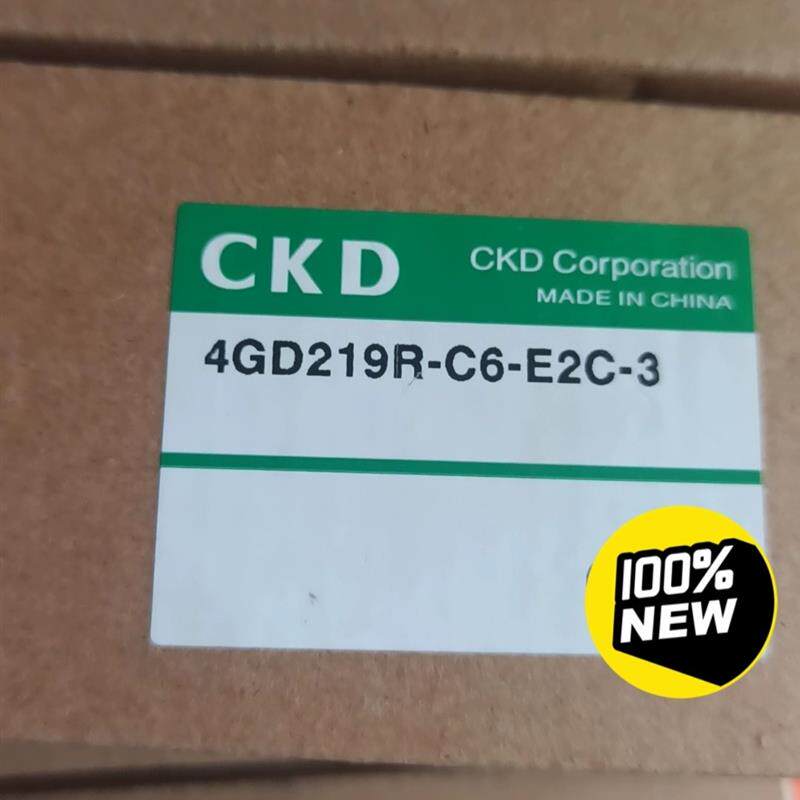 CKD
CKD Corporation
MADE IN CHINA
4GD219R-C6-E2C-3
100%
NEW